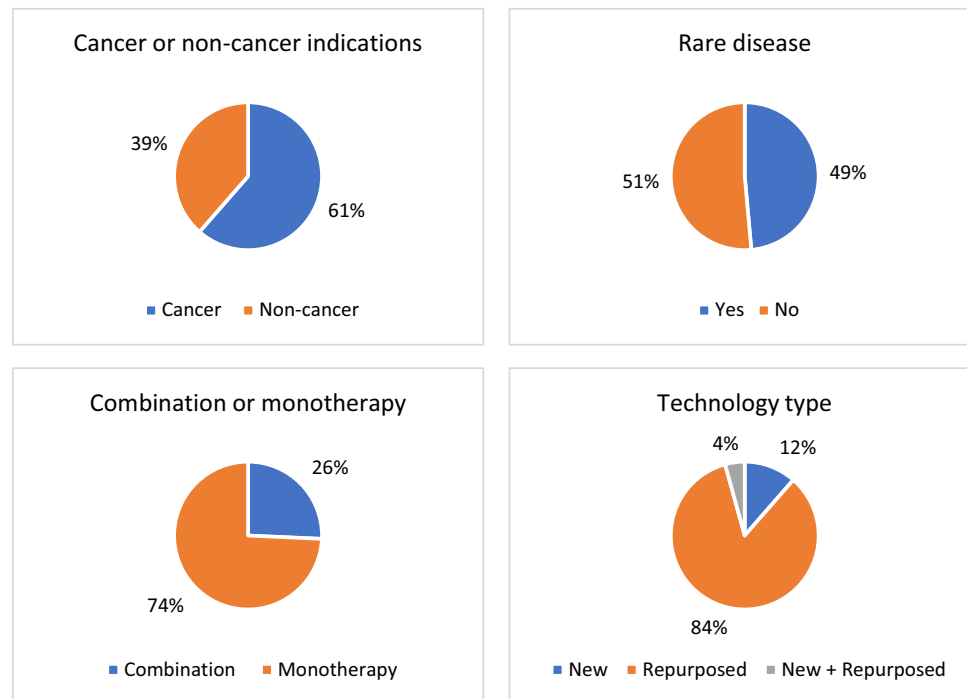 Cancer or non-cancer indications
39%
61%
Cancer Non-cancer
Rare disease
51%
49%
Yes No
Combination or monotherapy
26%
74%
Combination Monotherapy
Technology type
4%
12%
84%
New Repurposed New + Repurposed